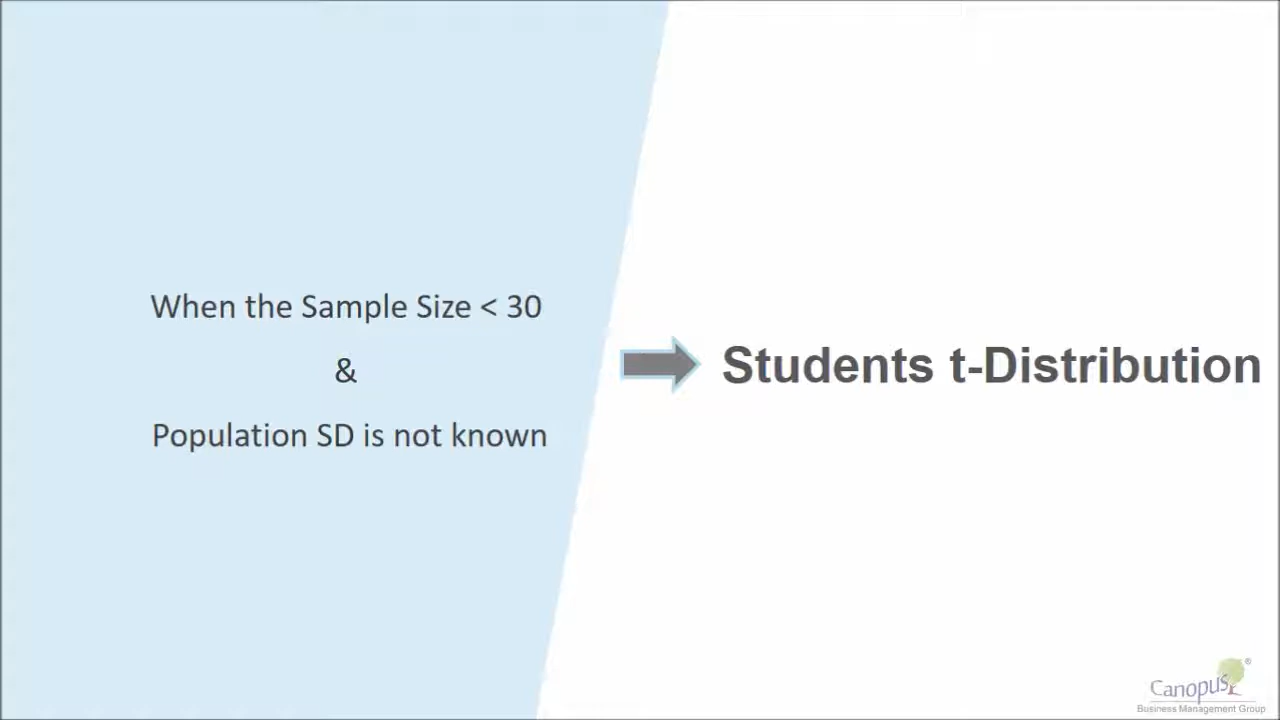 When the Sample Size < 30
&
Population SD is not known
Students t-Distribution
Canopus®
Business Management Group